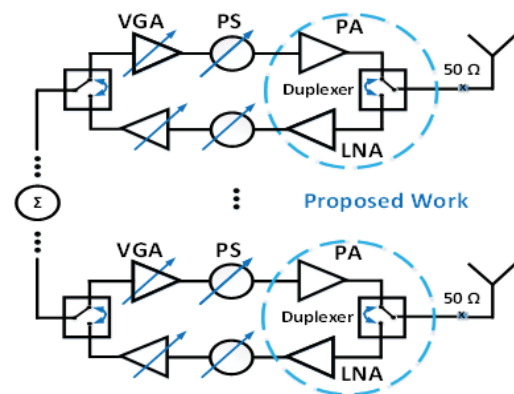 VGA PS PA
50 Ω
Duplexer
LNA
Σ
Proposed Work
VGA PS PA
50 Ω
Duplexer
LNA